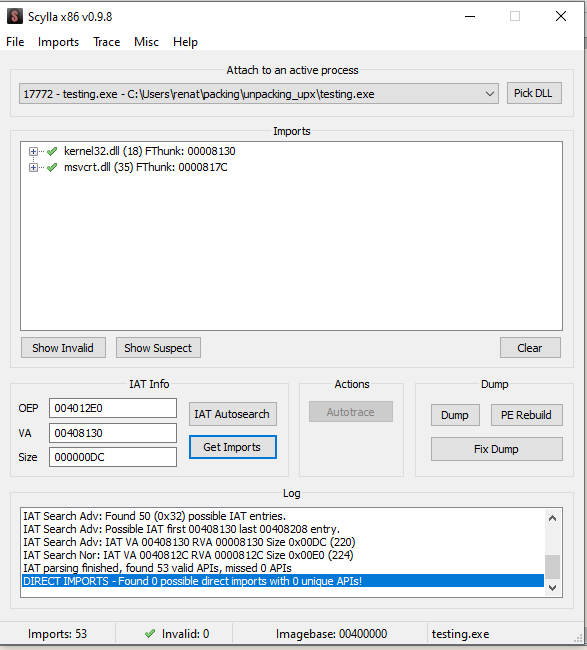 Scylla x86 v0.9.8
File Imports Trace Misc Help
Attach to an active process
17772 - testing.exe - C:\Users\renat\packing\unpacking_upx\testing.exe
Pick DLL
Imports
kernel32.dll (18) FThunk: 00008130
msvcrt.dll (35) FThunk: 0000817C
Show Invalid Show Suspect Clear
IAT Info Actions Dump
OEP 004012E0 IAT Autosearch Autotrace Dump PE Rebuild
VA 00408130 Get Imports Fix Dump
Size 000000DC
Log
IAT Search Adv: Found 50 (0x32) possible IAT entries.
IAT Search Adv: Possible IAT first 00408130 last 00408208 entry.
IAT Search Adv: IAT VA 00408130 RVA 00008130 Size 0x00DC (220)
IAT Search Nor: IAT VA 0040812C RVA 0000812C Size 0x00E0 (224)
IAT parsing finished, found 53 valid APIs, missed 0 APIs
DIRECT IMPORTS - Found 0 possible direct imports with 0 unique APIs!
Imports: 53 Invalid: 0 Imagebase: 00400000 testing.exe